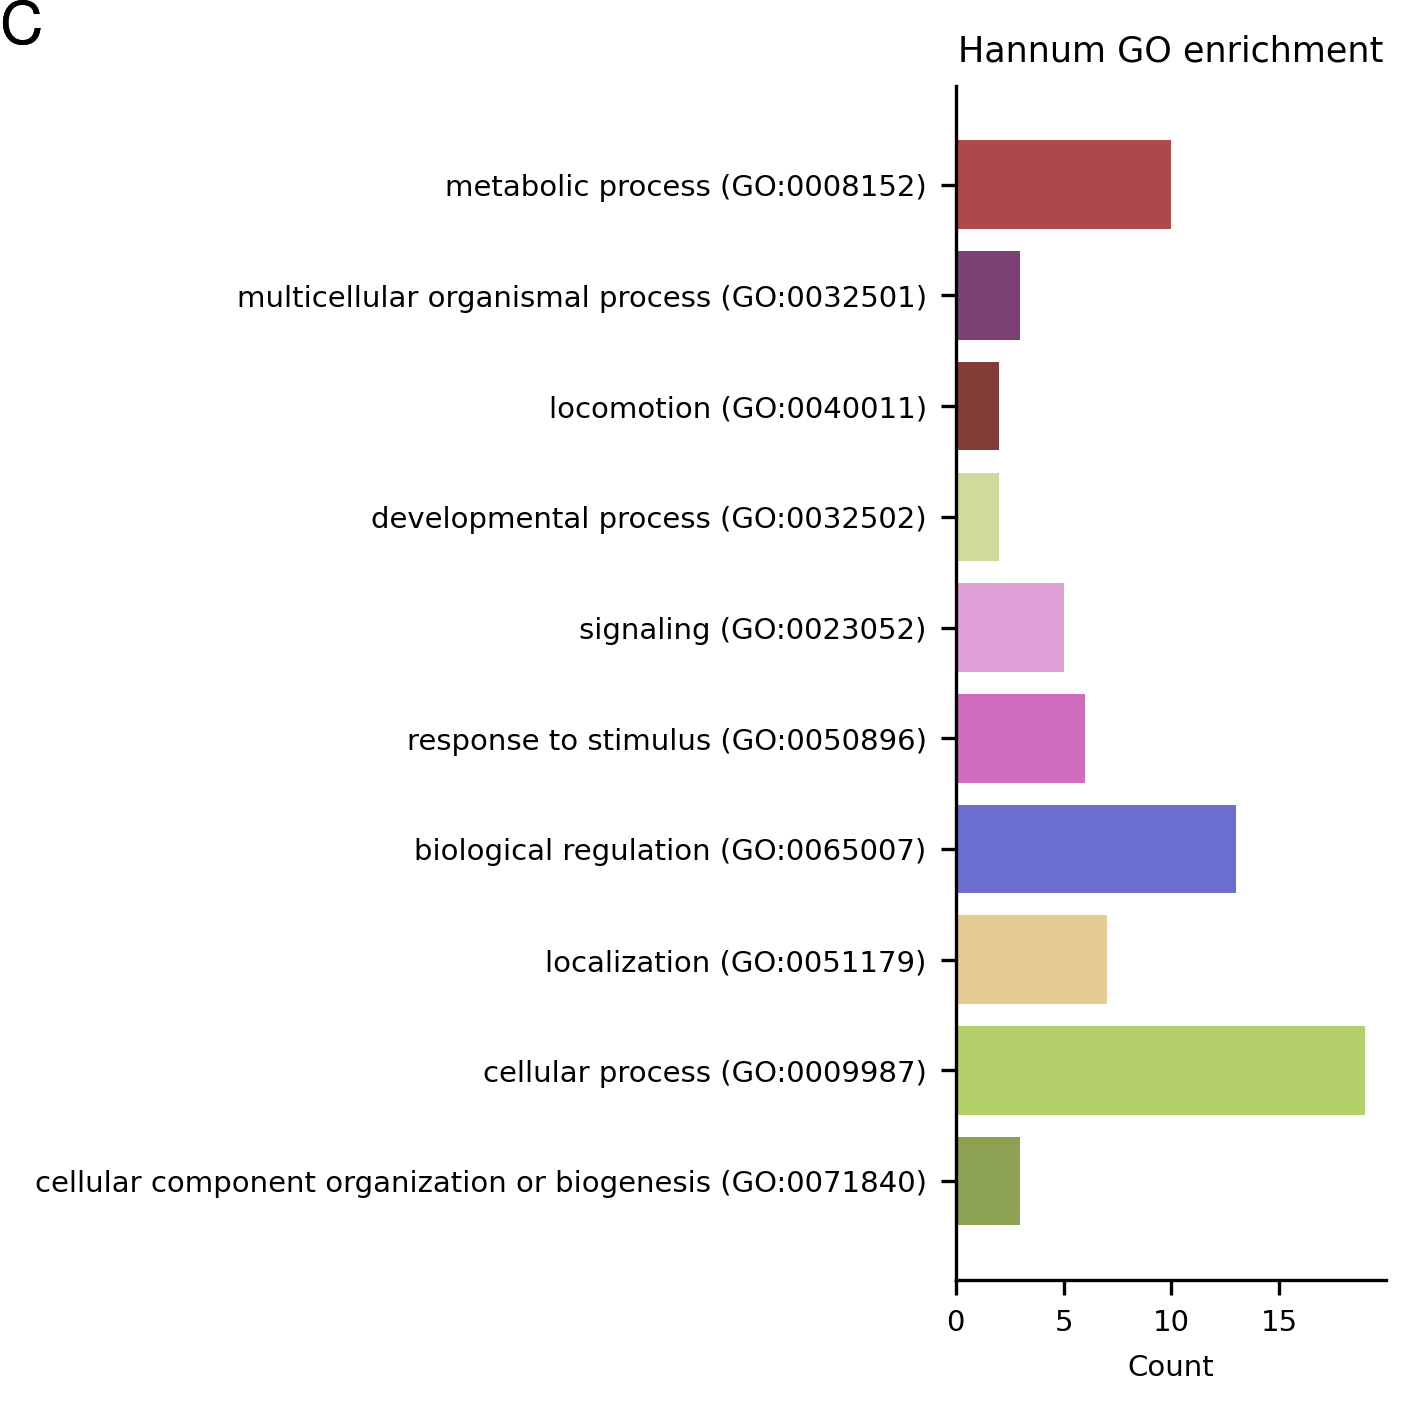 C
Hannum GO enrichment
metabolic process (GO:0008152)
multicellular organismal process (GO:0032501)
locomotion (GO:0040011)
developmental process (GO:0032502)
signaling (GO:0023052)
response to stimulus (GO:0050896)
biological regulation (GO:0065007)
localization (GO:0051179)
cellular process (GO:0009987)
cellular component organization or biogenesis (GO:0071840)
0 5 10 15
Count